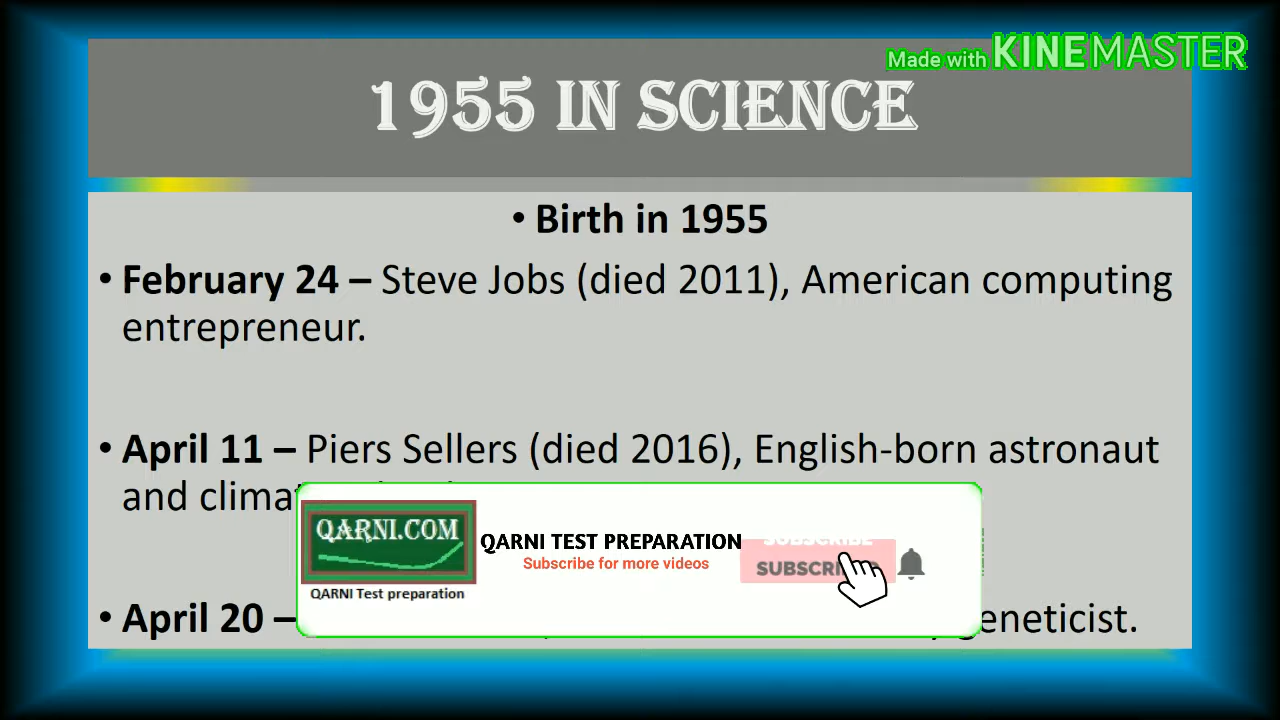 Made with KINEMASTER
1955 IN SCIENCE
• Birth in 1955
• February 24 – Steve Jobs (died 2011), American computing
entrepreneur.
• April 11 – Piers Sellers (died 2016), English-born astronaut
and
QARNI.COM
QARNI TEST PREPARATION
Subscribe for more videos
SUBSCRIBE
QARNI Test preparation
• April 20 – geneticist.